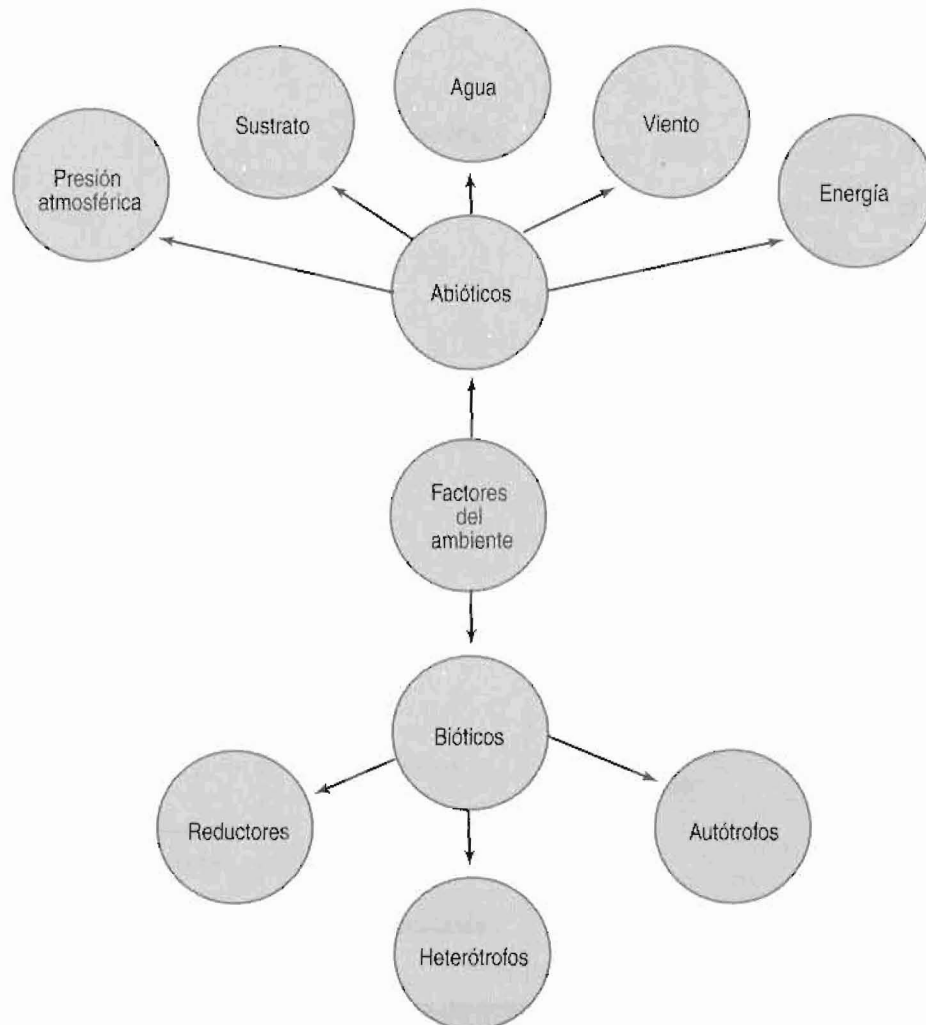 Agua
Sustrato
Viento
Presión
atmosférica
Energía
Abióticos
Factores
del
ambiente
Bióticos
Reductores
Autótrofos
Heterótrofos